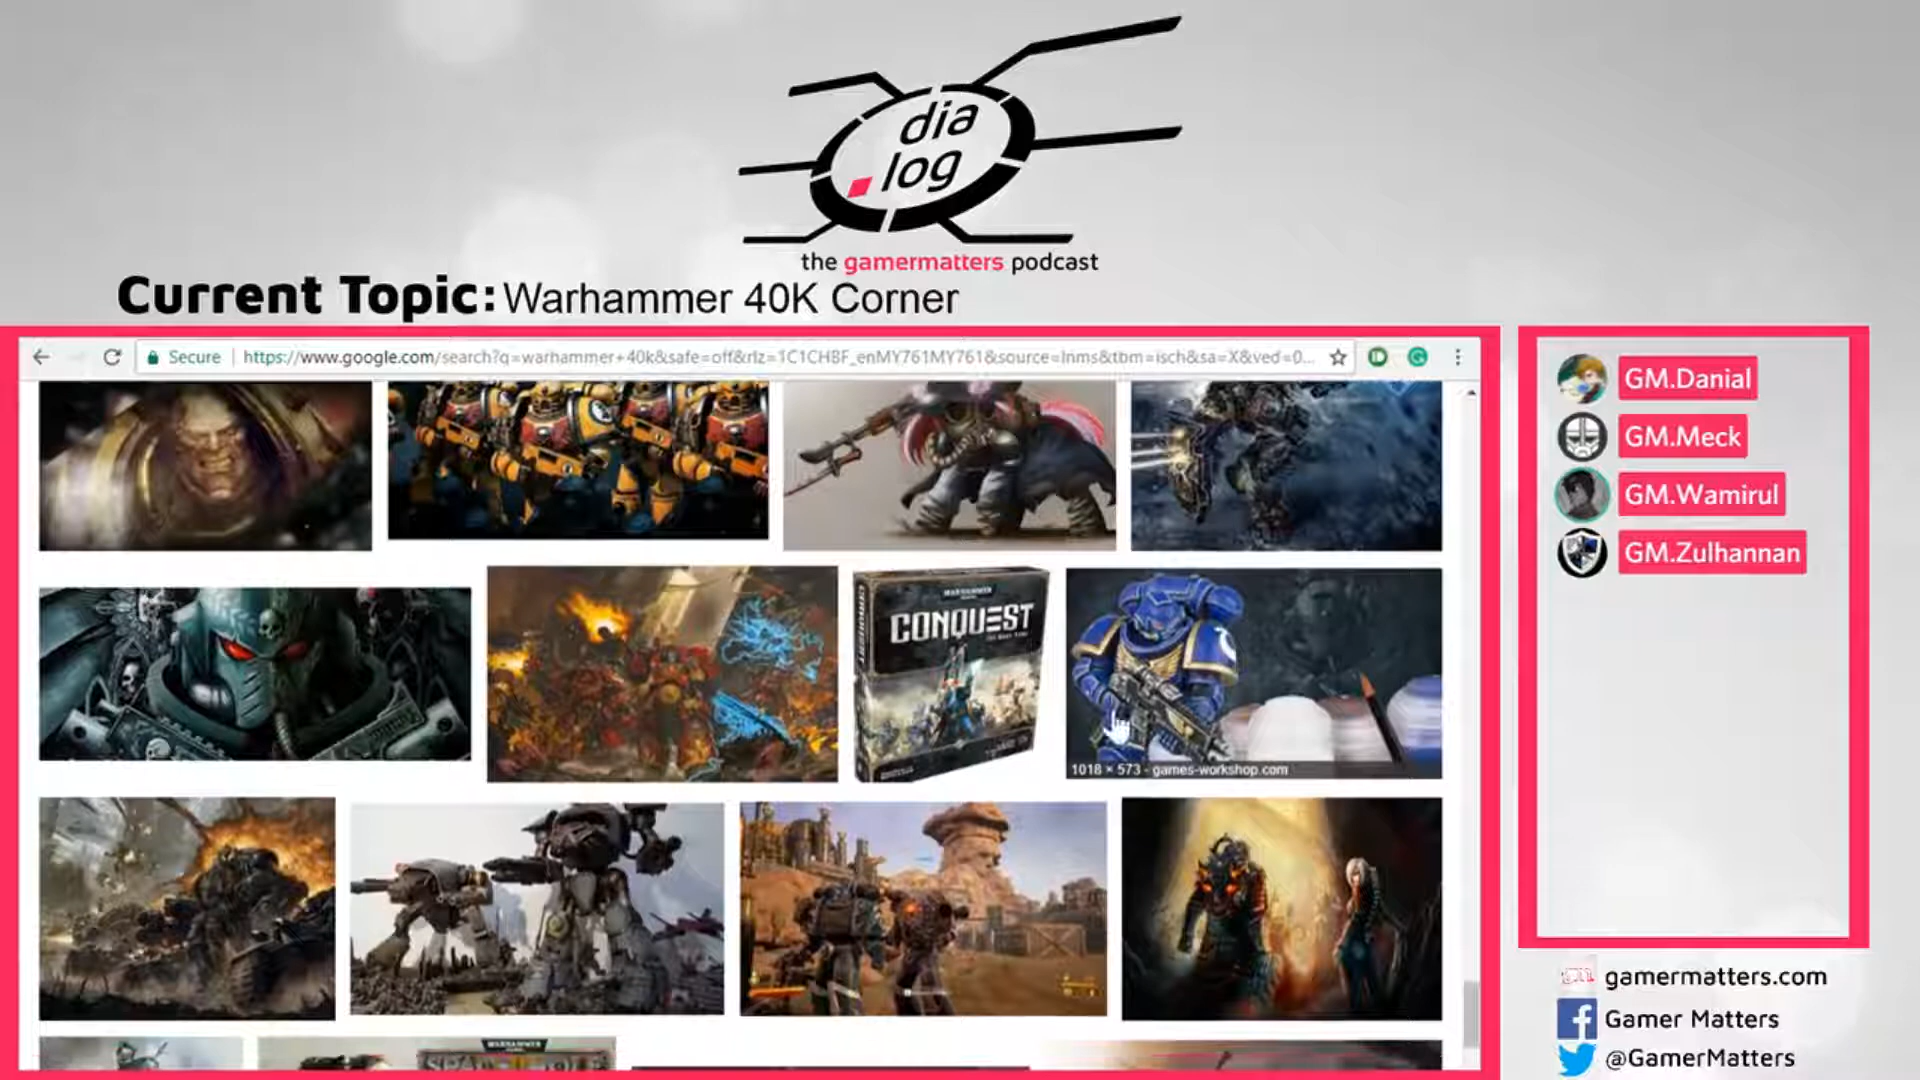 dia
.log
the gamermatters podcast
Current Topic: Warhammer 40K Corner
Secure
https://www.google.com/search?q=warhammer+40k&safe=off&rlz=1C1CHBF_enMY761MY761&source=lnms&tbm=isch&sa=X&ved=0...
WARHAMMER
CONQUEST
1018 × 573 - games-workshop.com
WARHAMMER
GM.Danial
GM.Meck
GM.Wamirul
GM.Zulhannan
gamermatters.com
Gamer Matters
@GamerMatters